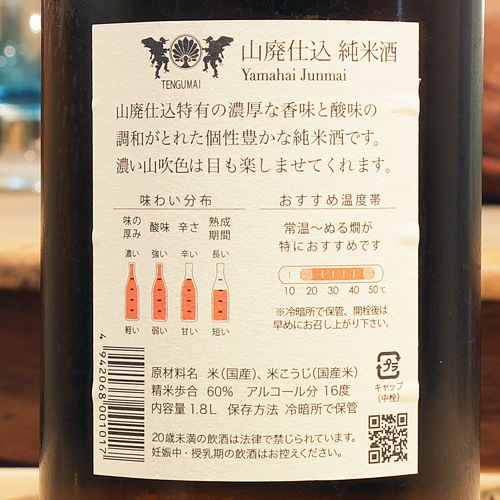 TENGUMAI
山廃仕込 純米酒
Yamahai Junmai
山廃仕込特有の濃厚な香味と酸味の
調和がとれた個性豊かな純米酒です。
濃い山吹色は目も楽しませてくれます。
味わい分布
味の厚み 酸味 辛さ 熟成期間
濃い 強い 辛い 長い
軽い 弱い 甘い 短い
おすすめ温度帯
常温～ぬる燗が
特におすすめです
10 20 30 40 50℃
※冷暗所で保管、開栓後は
早めにお召し上がり下さい。
原材料名 米(国産)、米こうじ(国産米)
精米歩合 60% アルコール分 16度
内容量 1.8L 保存方法 冷暗所で保管
20歳未満の飲酒は法律で禁じられています。
妊娠中・授乳期の飲酒はお控えください。
プラ
キャップ
(中栓)
4 942068 001017